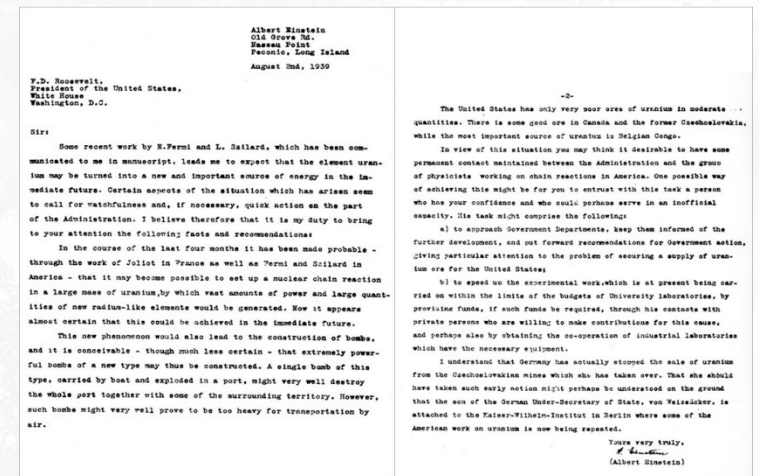 Albert Einstein
Old Grove Rd.
Nassau Point
Peconic, Long Island
August 2nd, 1939
F.D. Roosevelt,
President of the United States,
White House
Washington, D.C.
Sir:
Some recent work by E.Fermi and L. Szilard, which has been com-
municated to me in manuscript, leads me to expect that the element uran-
ium may be turned into a new and important source of energy in the im-
mediate future. Certain aspects of the situation which has arisen seem
to call for watchfulness and, if necessary, quick action on the part
of the Administration. I believe therefore that it is my duty to bring
to your attention the following facts and recommendations:
In the course of the last four months it has been made probable -
through the work of Joliot in France as well as Fermi and Szilard in
America - that it may become possible to set up a nuclear chain reaction
in a large mass of uranium,by which vast amounts of power and large quant-
ities of new radium-like elements would be generated. Now it appears
almost certain that this could be achieved in the immediate future.
This new phenomenon would also lead to the construction of bombs,
and it is conceivable - though much less certain - that extremely power-
ful bombs of a new type may thus be constructed. A single bomb of this
type, carried by boat and exploded in a port, might very well destroy
the whole port together with some of the surrounding territory. However,
such bombs might very well prove to be too heavy for transportation by
air.
-2-
The United States has only very poor ores of uranium in moderate
quantities. There is some good ore in Canada and the former Czechoslovakia,
while the most important source of uranium is Belgian Congo.
In view of this situation you may think it desirable to have some
permanent contact maintained between the Administration and the group
of physicists working on chain reactions in America. One possible way
of achieving this might be for you to entrust with this task a person
who has your confidence and who could perhaps serve in an inofficial
capacity. His task might comprise the following:
a) to approach Government Departments, keep them informed of the
further development, and put forward recommendations for Government action,
giving particular attention to the problem of securing a supply of uran-
ium ore for the United States;
b) to speed up the experimental work,which is at present being car-
ried on within the limits of the budgets of University laboratories, by
providing funds, if such funds be required, through his contacts with
private persons who are willing to make contributions for this cause,
and perhaps also by obtaining the co-operation of industrial laboratories
which have the necessary equipment.
I understand that Germany has actually stopped the sale of uranium
from the Czechoslovakian mines which she has taken over. That she should
have taken such early action might perhaps be understood on the ground
that the son of the German Under-Secretary of State, von Weizsäcker, is
attached to the Kaiser-Wilhelm-Institut in Berlin where some of the
American work on uranium is now being repeated.
Yours very truly,
A. Einstein
(Albert Einstein)